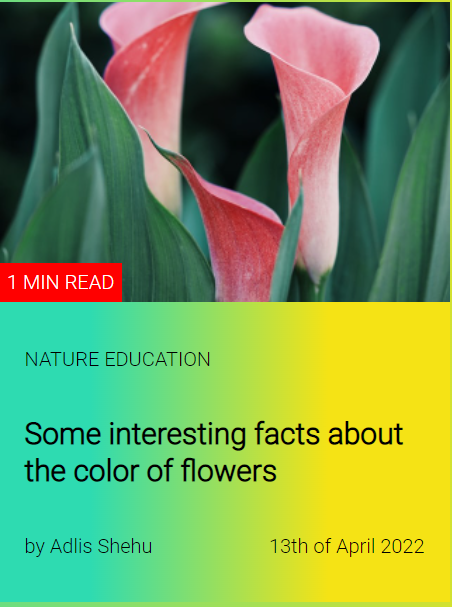 1 MIN READ
NATURE EDUCATION
Some interesting facts about
the color of flowers
by Adlis Shehu
13th of April 2022